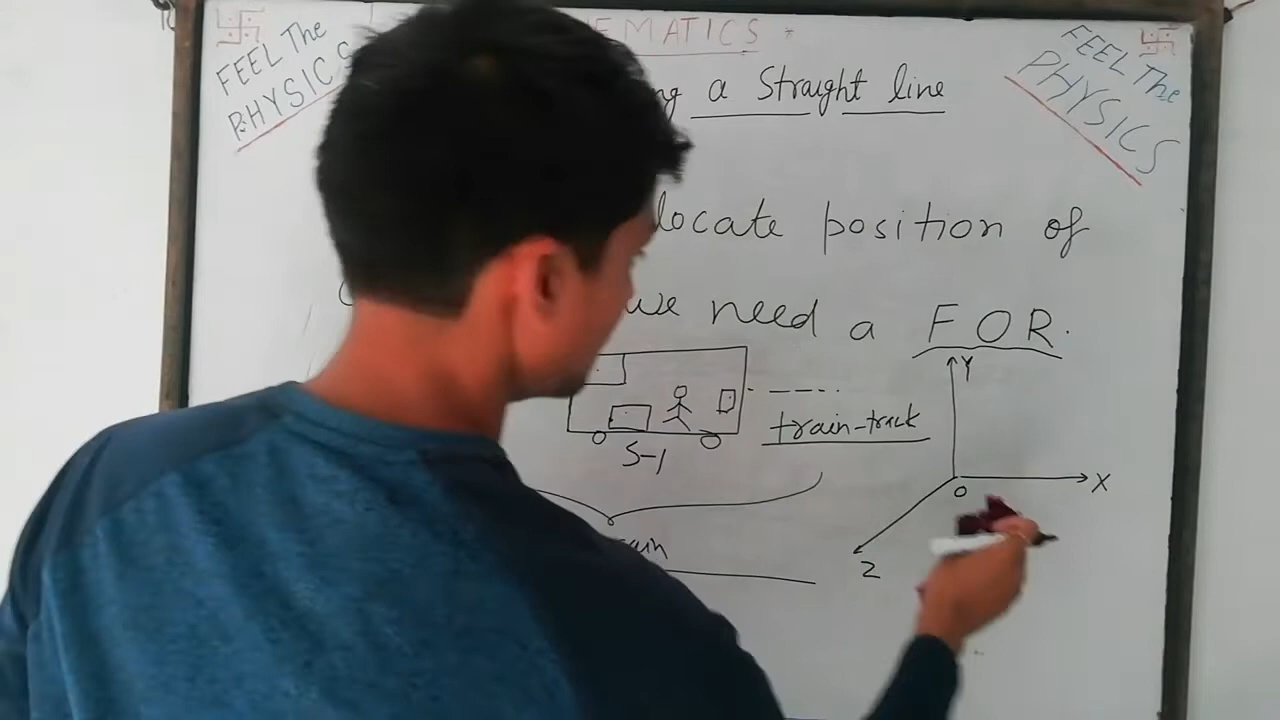 FEEL The
PHYSICS
EMATICS *
FEEL The
PHYSICS
a Straight line
locate position of
we need a FOR.
Y
train-track
S-1
X
O
Z